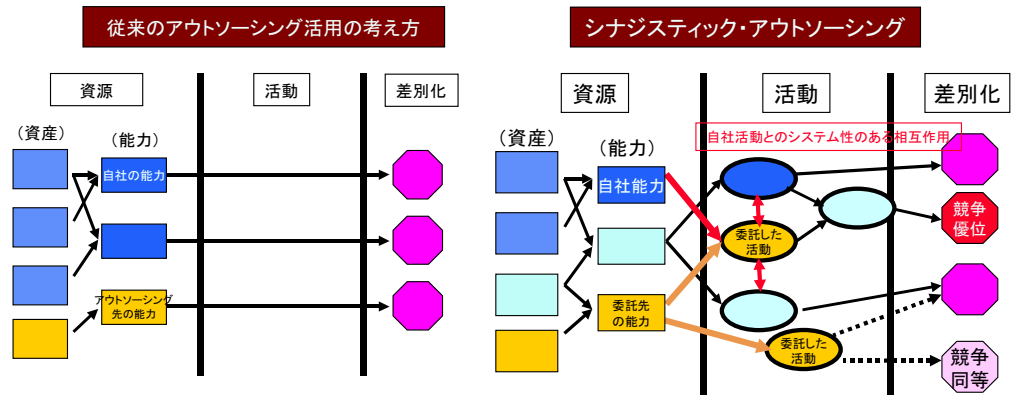 従来のアウトソーシング活用の考え方
資源
活動
差別化
（資産）
（能力）
自社の能力
アウトソーシング
先の能力
シナジスティック・アウトソーシング
資源
活動
差別化
自社活動とのシステム性のある相互作用
（資産）
（能力）
自社能力
委託先
の能力
委託した
活動
委託した
活動
競争
優位
競争
同等